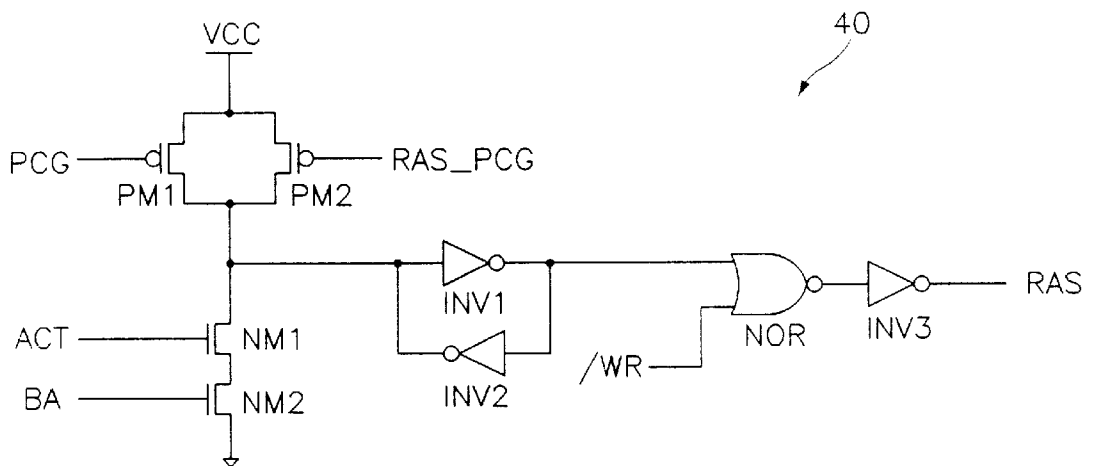 40
VCC
PCG
RAS_PCG
PM1
PM2
INV1
RAS
ACT
NM1
NOR
INV3
/WR
BA
NM2
INV2